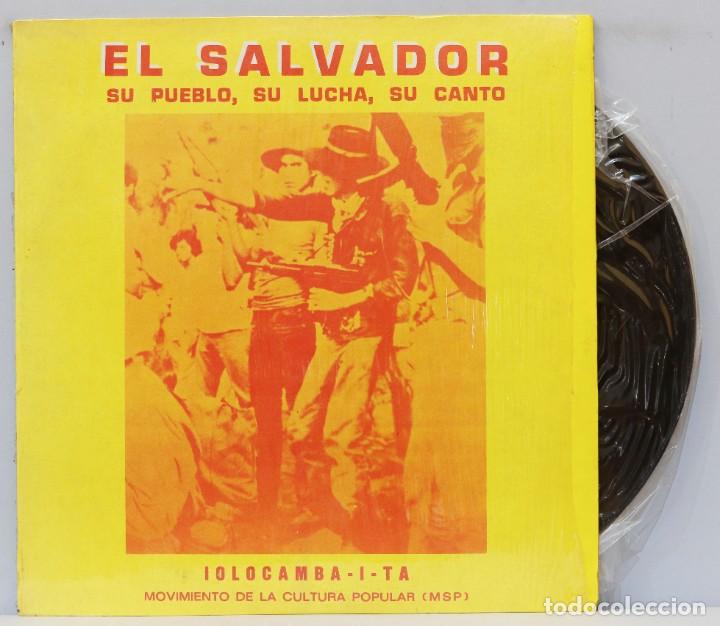 EL SALVADOR
SU PUEBLO, SU LUCHA, SU CANTO
IOLOCAMBA-I-TA
MOVIMIENTO DE LA CULTURA POPULAR (MSP)
todocoleccion